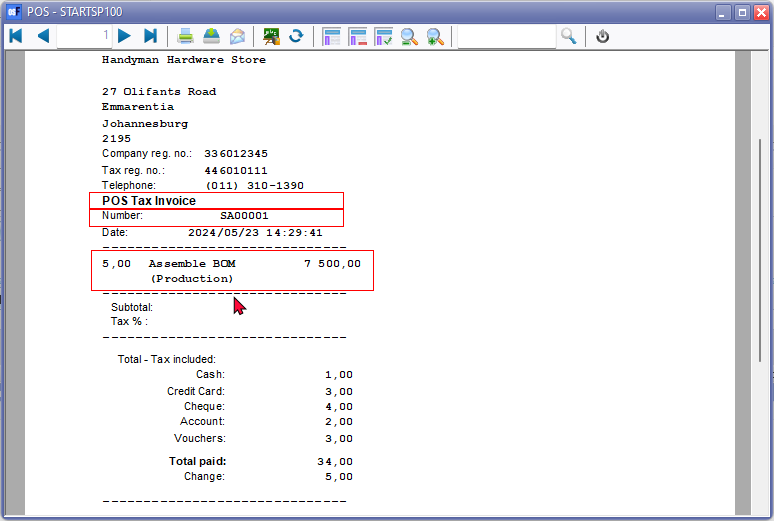 POS - STARTSP100
1
Handyman Hardware Store
27 Olifants Road
Emmarentia
Johannesburg
2195
Company reg. no.: 336012345
Tax reg. no.: 446010111
Telephone: (011) 310-1390
POS Tax Invoice
Number: SA00001
Date: 2024/05/23 14:29:41
-----------------------------
5,00 Assemble BOM 7 500,00
(Production)
-----------------------------
Subtotal:
Tax % :
-----------------------------
Total - Tax included:
Cash: 1,00
Credit Card: 3,00
Cheque: 4,00
Account: 2,00
Vouchers: 3,00
Total paid: 34,00
Change: 5,00
-----------------------------